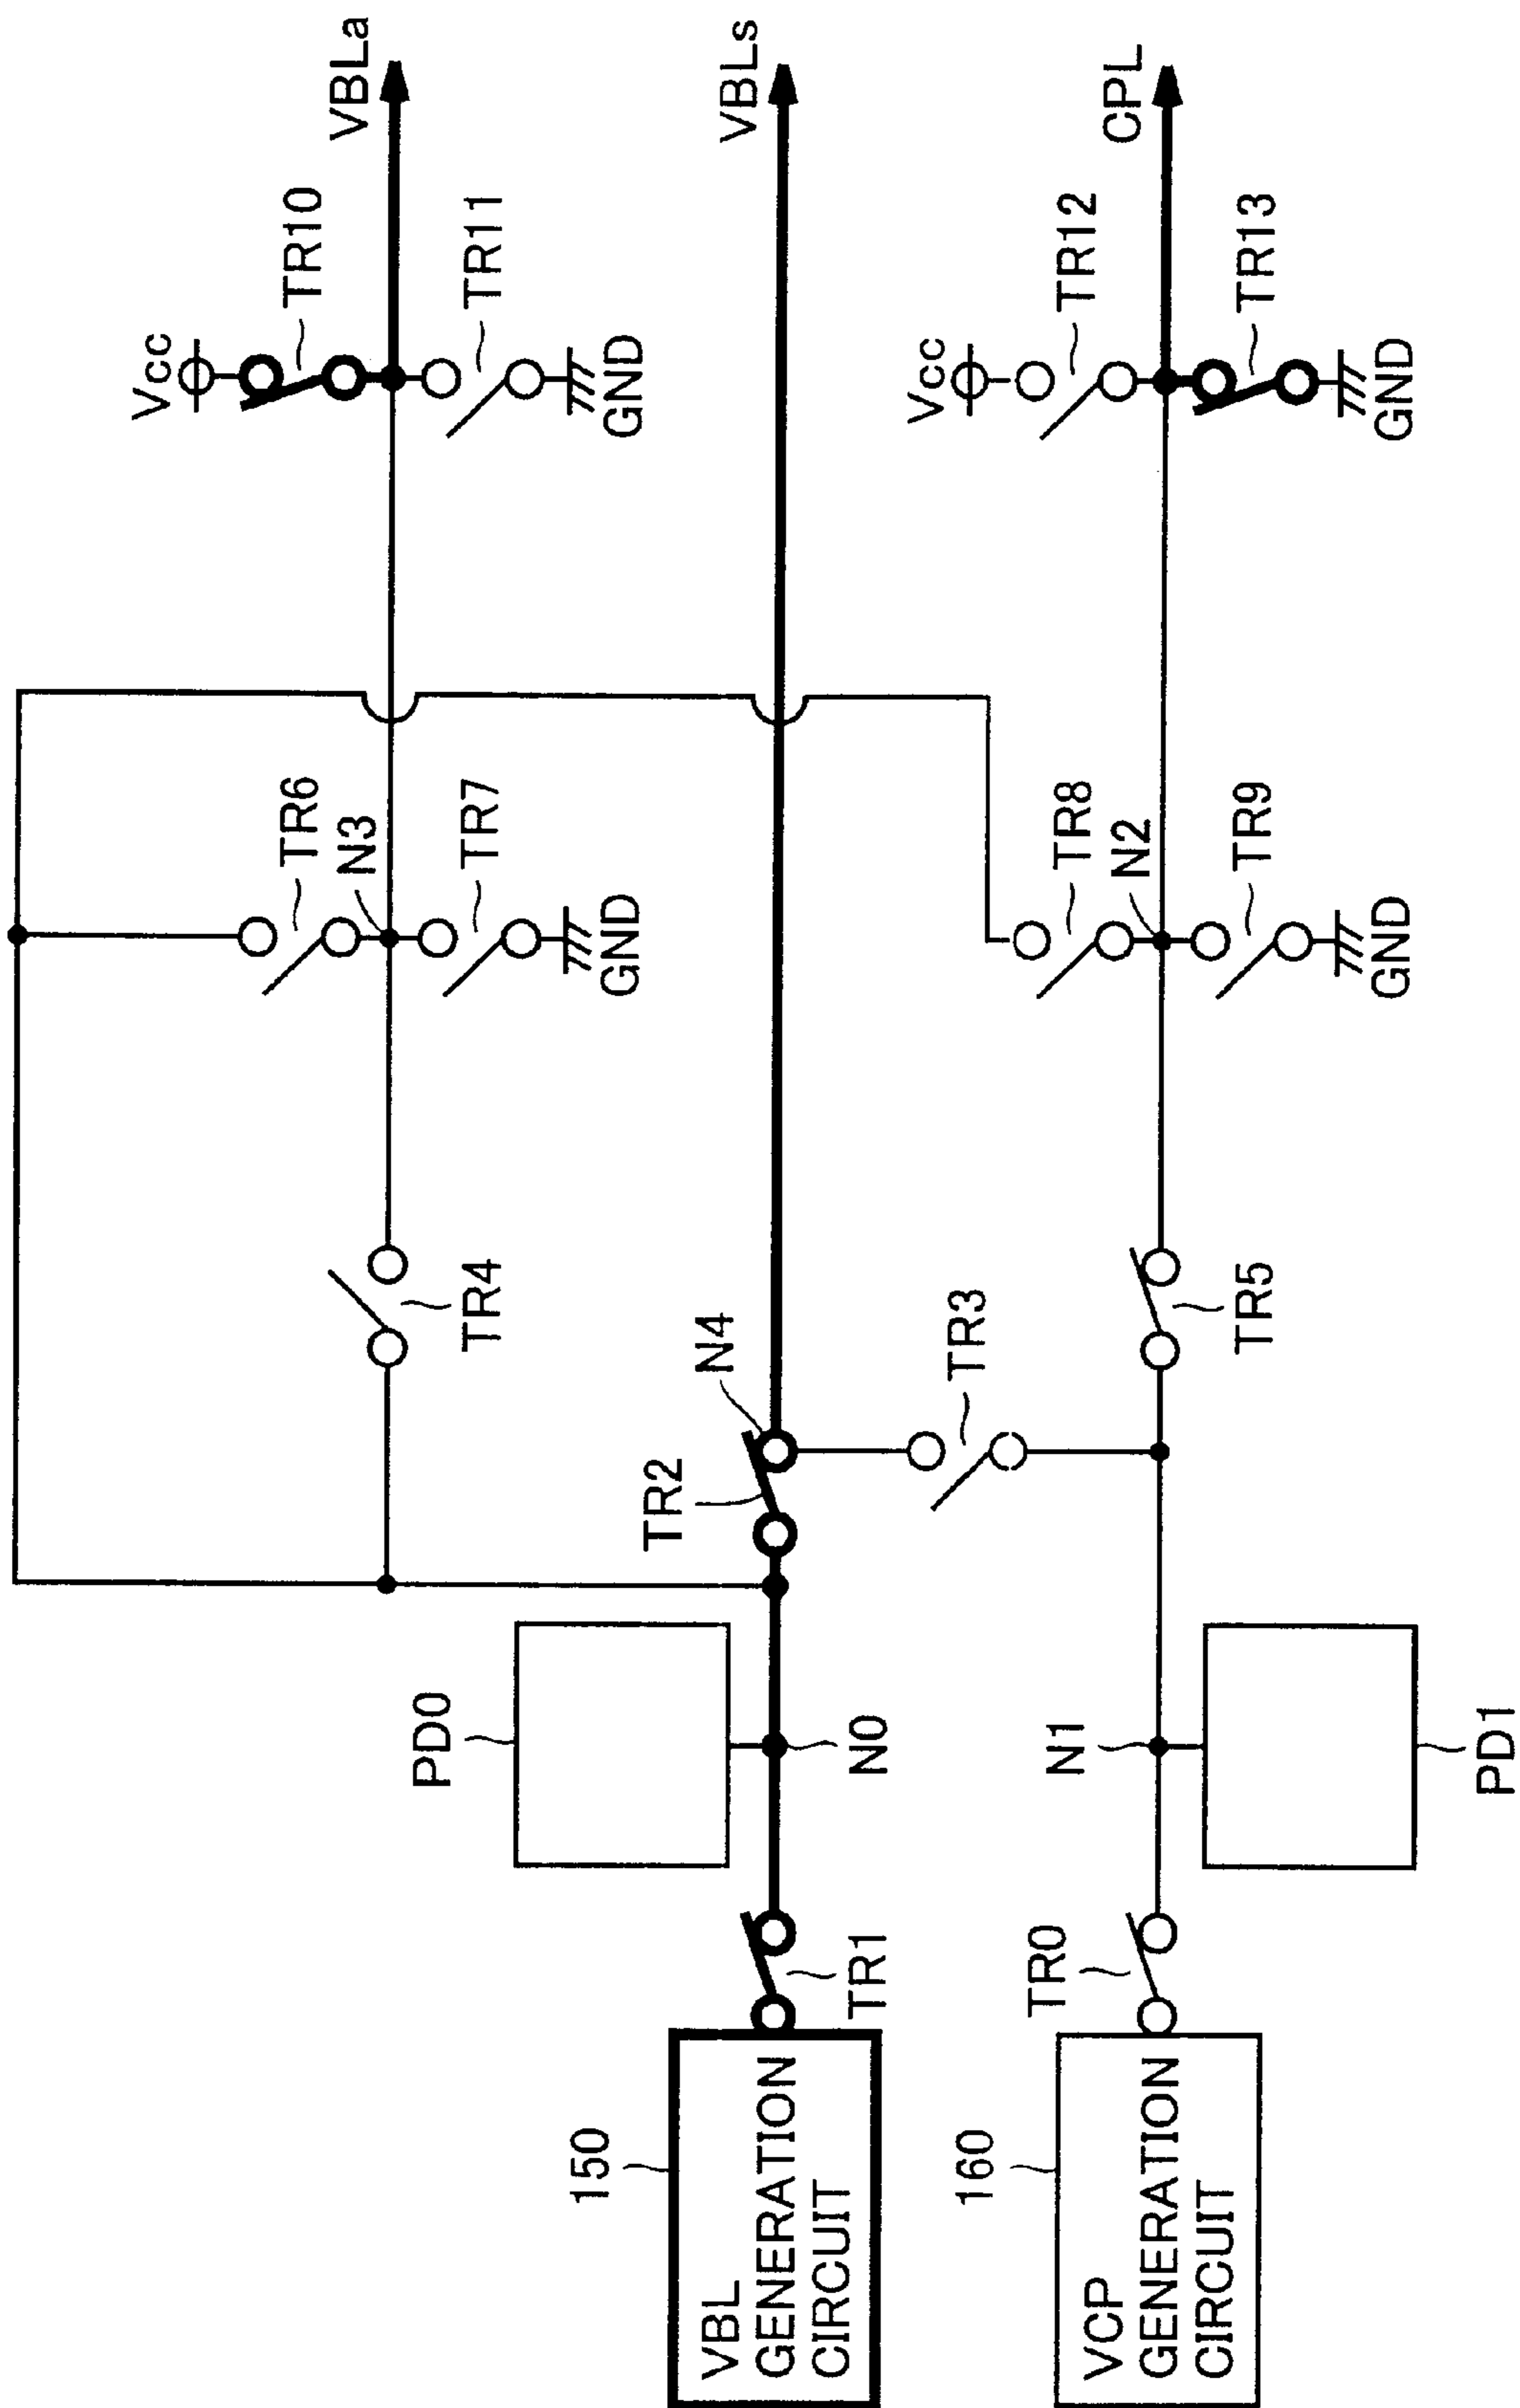 VBLa
VBLs
CPL
Vcc
TR10
TR11
GND
Vcc
TR12
TR13
GND
TR6
N3
TR7
GND
TR8
N2
TR9
GND
TR4
N4
TR2
TR3
TR5
PD0
N0
N1
PD1
TR1
TR0
150
VBL
GENERATION
CIRCUIT
160
VCP
GENERATION
CIRCUIT